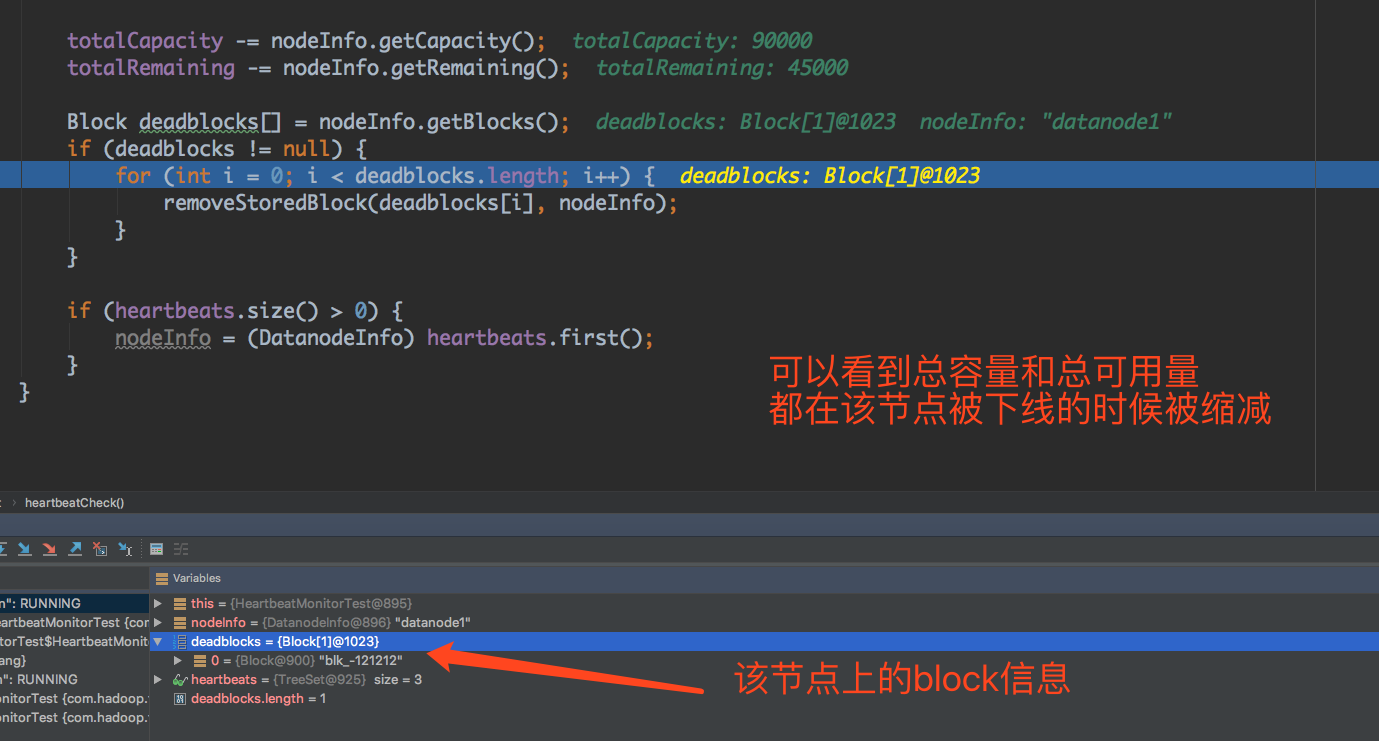 totalCapacity -= nodeInfo.getCapacity(); totalCapacity: 90000
totalRemaining -= nodeInfo.getRemaining(); totalRemaining: 45000
Block deadblocks[] = nodeInfo.getBlocks(); deadblocks: Block[1]@1023 nodeInfo: "datanode1"
if (deadblocks != null) {
for (int i = 0; i < deadblocks.length; i++) { deadblocks: Block[1]@1023
removeStoredBlock(deadblocks[i], nodeInfo);
}
}
if (heartbeats.size() > 0) {
nodeInfo = (DatanodeInfo) heartbeats.first();
}
}
可以看到总容量和总可用量
都在该节点被下线的时候被缩减
heartbeatCheck()
Variables
n": RUNNING
eartbeatMonitorTest {con
torTest$HeartbeatMonito
ang}
n": RUNNING
onitorTest {com.hadoop.
onitorTest {com.hadoop.
this = {HeartbeatMonitorTest@895}
nodeInfo = {DatanodeInfo@896} "datanode1"
deadblocks = {Block[1]@1023}
0 = {Block@900} "blk_-121212"
heartbeats = {TreeSet@925} size = 3
deadblocks.length = 1
该节点上的block信息